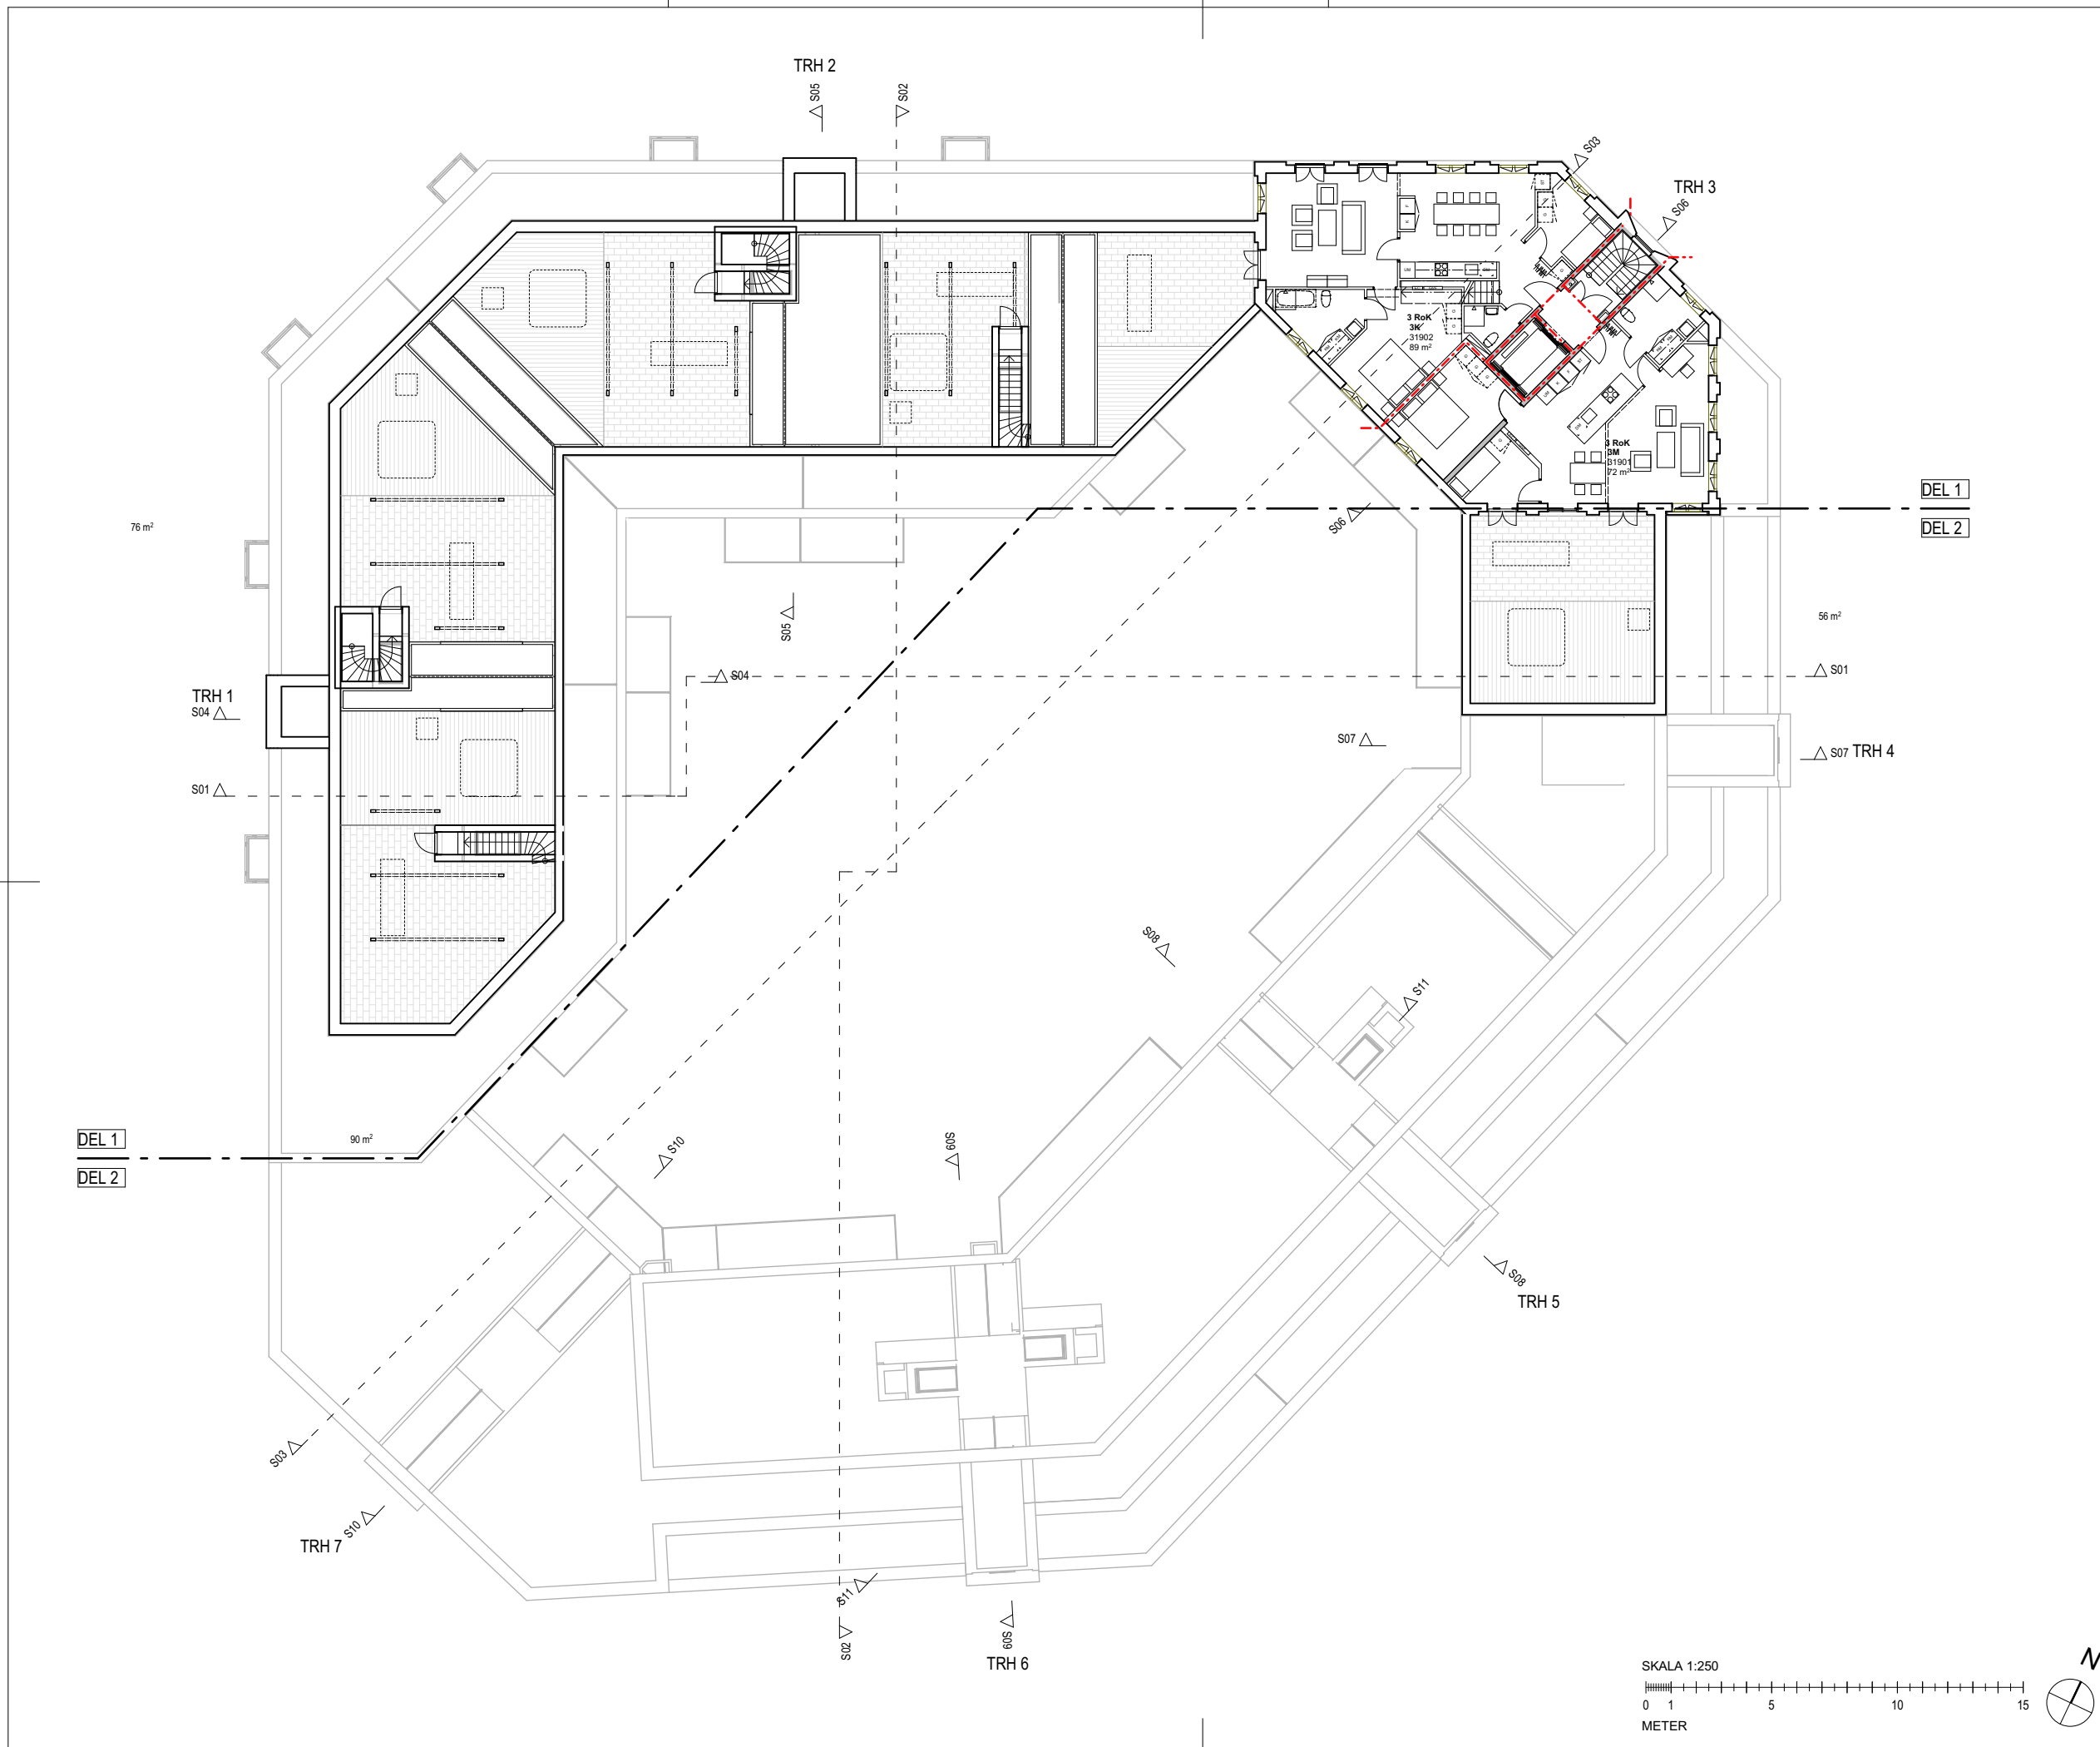 TRH 2
S05
S02
S03
TRH 3
S06
3 RoK
3K
31902
89 m²
3 RoK
3M
31901
72 m²
DEL 1
DEL 2
76 m²
S06
56 m²
S05
S04
S01
TRH 1
S04
S07
S07 TRH 4
S01
S08
S11
DEL 1
90 m²
DEL 2
S10
S09
S08
TRH 5
S03
S10
TRH 7
S11
S02
S09
TRH 6
N
SKALA 1:250
0 1 5 10 15
METER